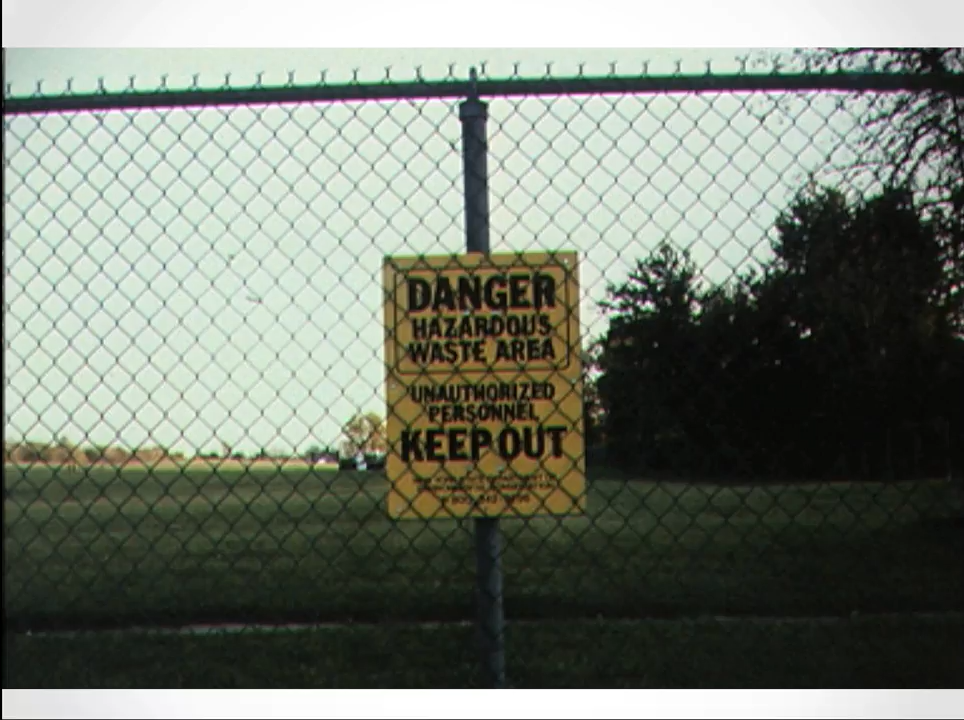 DANGER
HAZARDOUS
WASTE AREA
UNAUTHORIZED
PERSONNEL
KEEP OUT